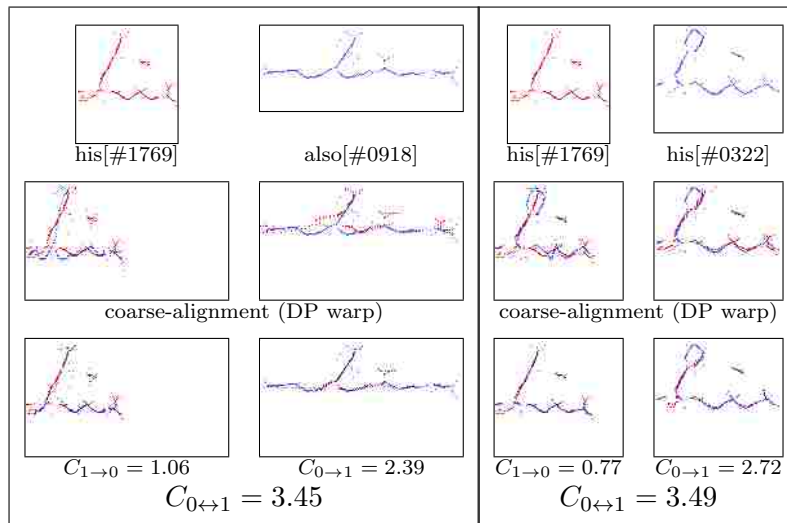 his[#1769] also[#0918] his[#1769] his[#0322]
coarse-alignment (DP warp) coarse-alignment (DP warp)
C₁→₀ = 1.06 C₀→₁ = 2.39 C₁→₀ = 0.77 C₀→₁ = 2.72
C₀↔₁ = 3.45 C₀↔₁ = 3.49